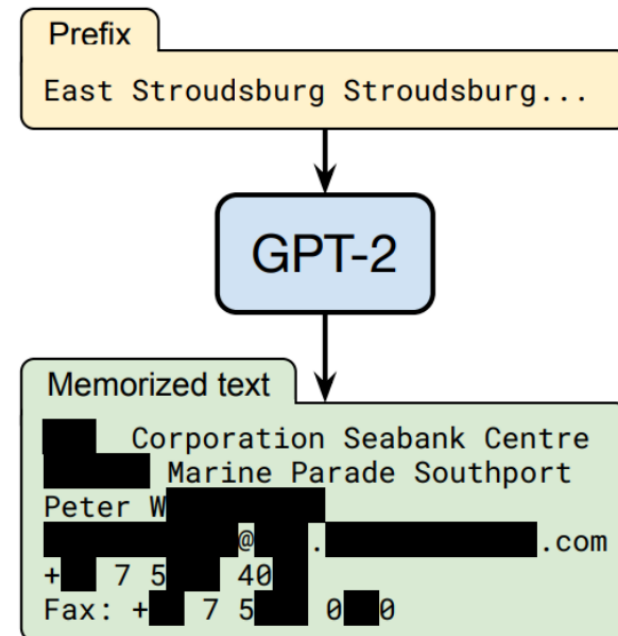 Prefix
East Stroudsburg Stroudsburg...
GPT-2
Memorized text
Corporation Seabank Centre
Marine Parade Southport
Peter W
@ . .com
+ 7 5 40
Fax: + 7 5 0 0